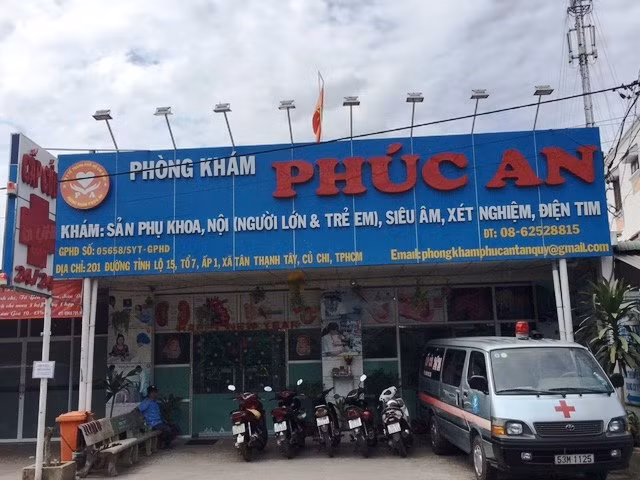 PHÒNG KHÁM PHÚC AN
KHÁM: SẢN PHỤ KHOA, NỘI (NGƯỜI LỚN & TRẺ EM), SIÊU ÂM, XÉT NGHIỆM, ĐIỆN TIM
GPHĐ SỐ: 05658/SYT-GPHĐ
ĐT: 08-62528815
ĐỊA CHỈ: 201 ĐƯỜNG TỈNH LỘ 15, TỔ 7, ẤP 1, XÃ TÂN THẠNH TÂY, CỦ CHI, TPHCM
Email:phongkhamphucantanquy@gmail.com
CẤP CỨU
24/24
53M 1125